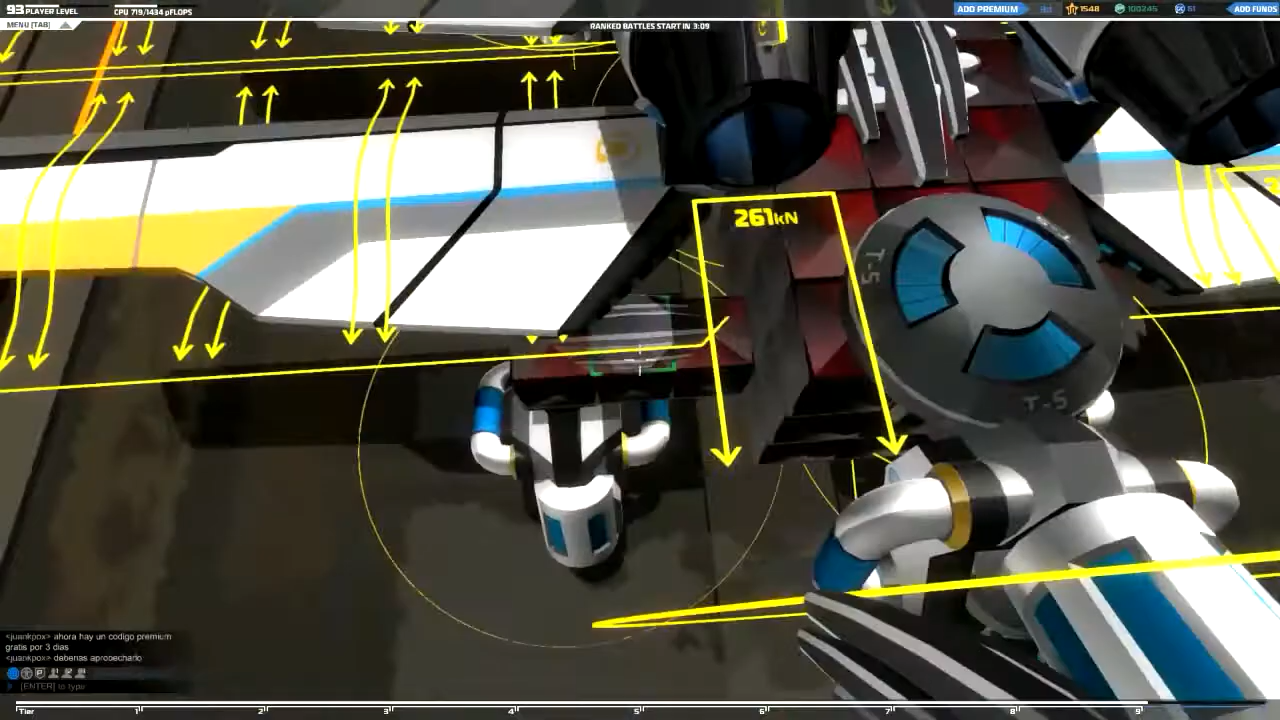 93 PLAYER LEVEL
CPU 719/1434 pFLOPS
ADD PREMIUM
1548
100245
61
ADD FUNDS
MENU [TAB]
RANKED BATTLES START IN 3:09
261kN
T-5
T-5
<juankpox> ahora hay un codigo premium
gratis por 3 dias
<juankpox> deberias aprovecharlo
[ENTER] to type
Tier 1 2 3 4 5 6 7 8 9